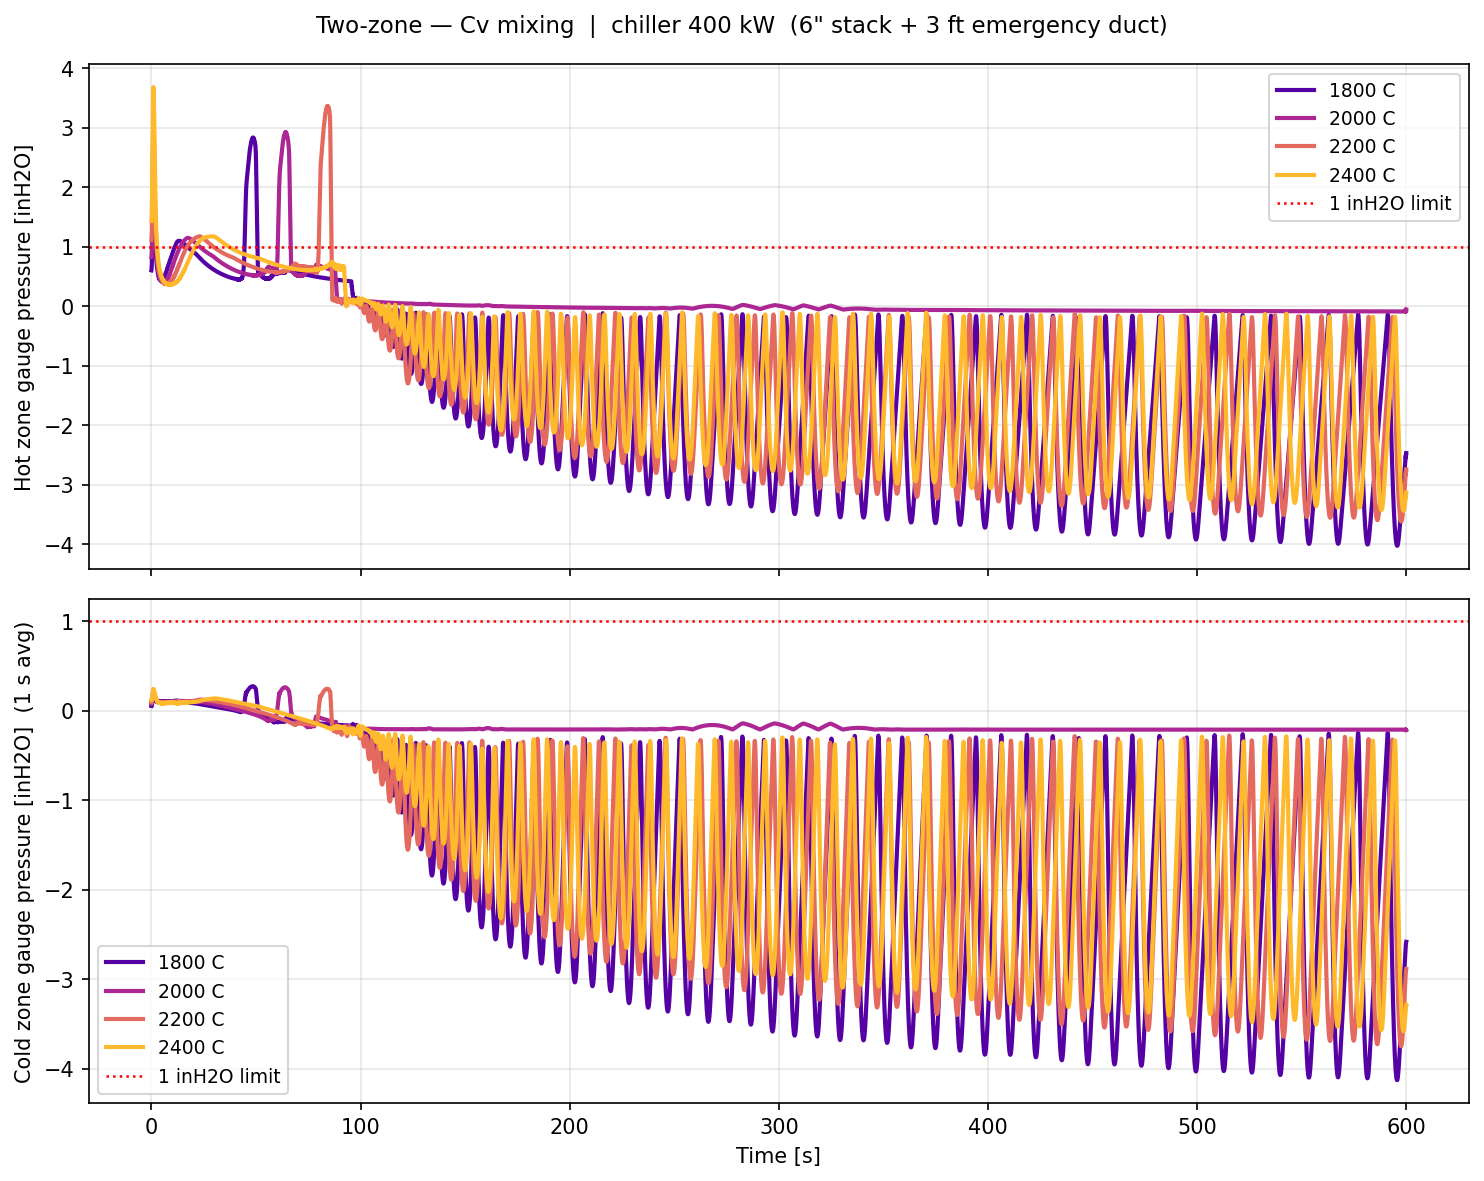 Two-zone — Cv mixing  |  chiller 400 kW  (6" stack + 3 ft emergency duct)
Hot zone gauge pressure [inH2O]
4
3
2
1
0
−1
−2
−3
−4
1800 C
2000 C
2200 C
2400 C
1 inH2O limit
Cold zone gauge pressure [inH2O]  (1 s avg)
1
0
−1
−2
−3
−4
1800 C
2000 C
2200 C
2400 C
1 inH2O limit
0
100
200
300
400
500
600
Time [s]